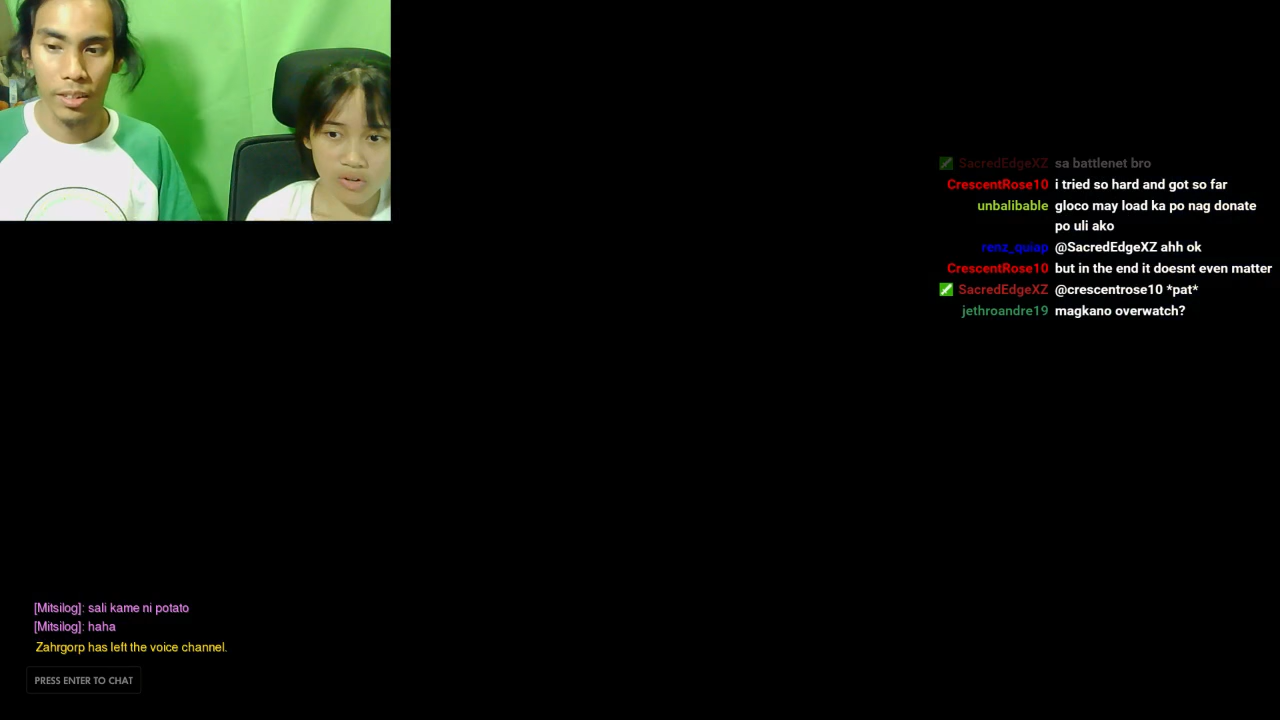 SacredEdgeXZ sa battlenet bro
CrescentRose10 i tried so hard and got so far
unbalibable gloco may load ka po nag donate
po uli ako
renz_quiap @SacredEdgeXZ ahh ok
CrescentRose10 but in the end it doesnt even matter
SacredEdgeXZ @crescentrose10 *pat*
jethroandre19 magkano overwatch?
[Mitsilog]: sali kame ni potato
[Mitsilog]: haha
Zahrgorp has left the voice channel.
PRESS ENTER TO CHAT